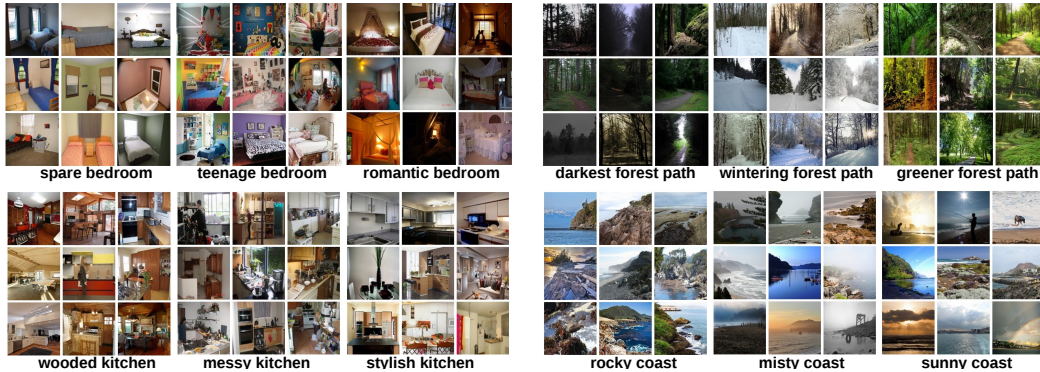 spare bedroom teenage bedroom romantic bedroom darkest forest path wintering forest path greener forest path
wooded kitchen messy kitchen stylish kitchen rocky coast misty coast sunny coast